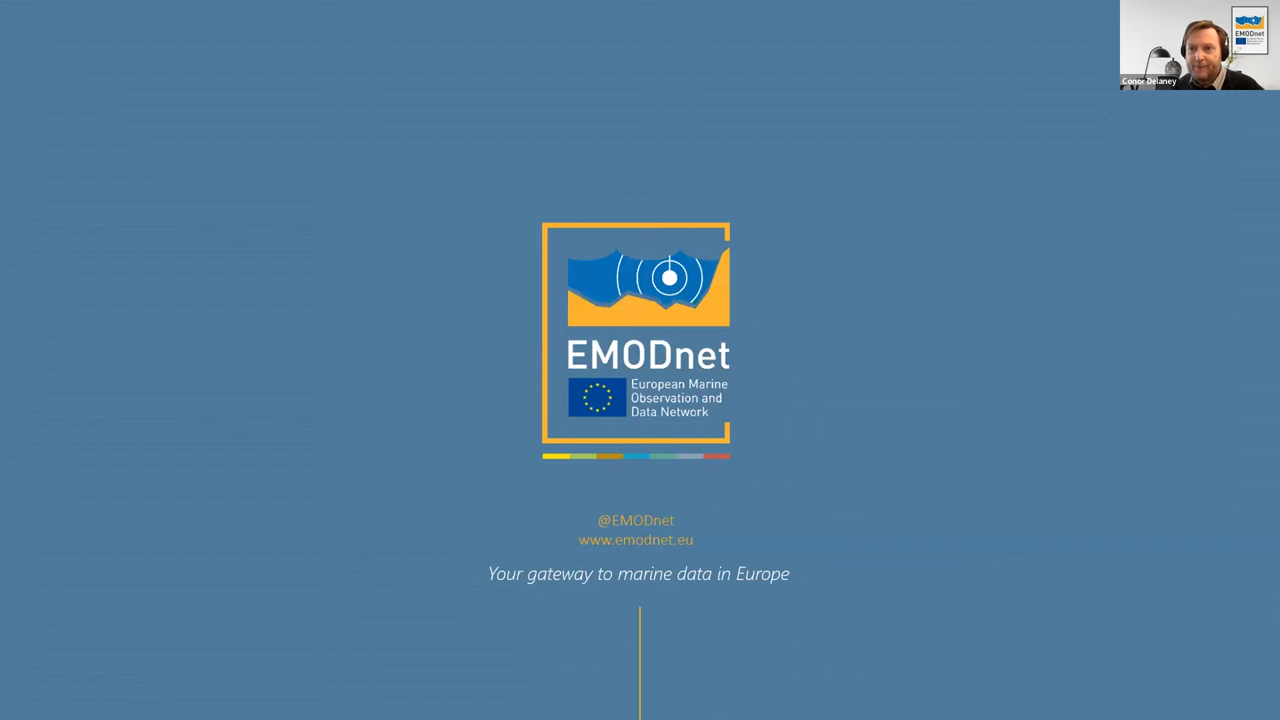 EMODnet
Conor Delaney
EMODnet
European Marine
Observation and
Data Network
@EMODnet
www.emodnet.eu
Your gateway to marine data in Europe